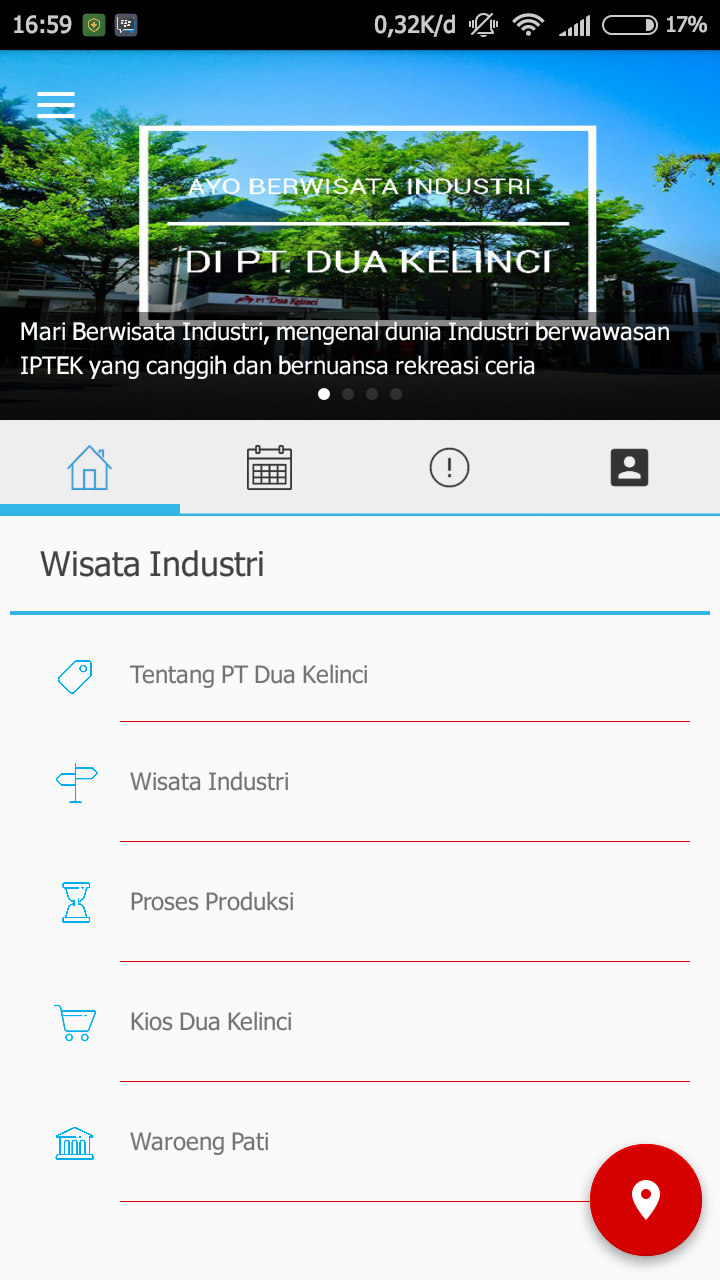 16:59
0,32K/d
17%
AYO BERWISATA INDUSTRI
DI PT. DUA KELINCI
PT Dua Kelinci
Mari Berwisata Industri, mengenal dunia Industri berwawasan
IPTEK yang canggih dan bernuansa rekreasi ceria
Wisata Industri
Tentang PT Dua Kelinci
Wisata Industri
Proses Produksi
Kios Dua Kelinci
Waroeng Pati